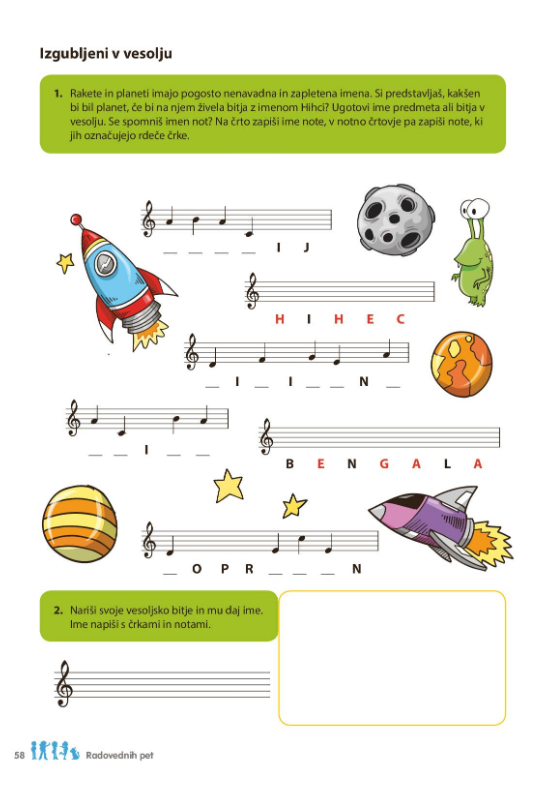 Izgubljeni v vesolju
1. Rakete in planeti imajo pogosto nenavadna in zapletena imena. Si predstavljaš, kakšen
bi bil planet, če bi na njem živela bitja z imenom Hihci? Ugotovi ime predmeta ali bitja v
vesolju. Se spomniš imen not? Na črto zapiši ime note, v notno črtovje pa zapiši note, ki
jih označujejo rdeče črke.
_ _ _ _ I J
H I H E C
_ I _ I _ _ N _
_ _ I _ _
B E N G A L A
_ O P R _ _ _ N
2. Nariši svoje vesoljsko bitje in mu daj ime.
Ime napiši s črkami in notami.
58 Radovednih pet